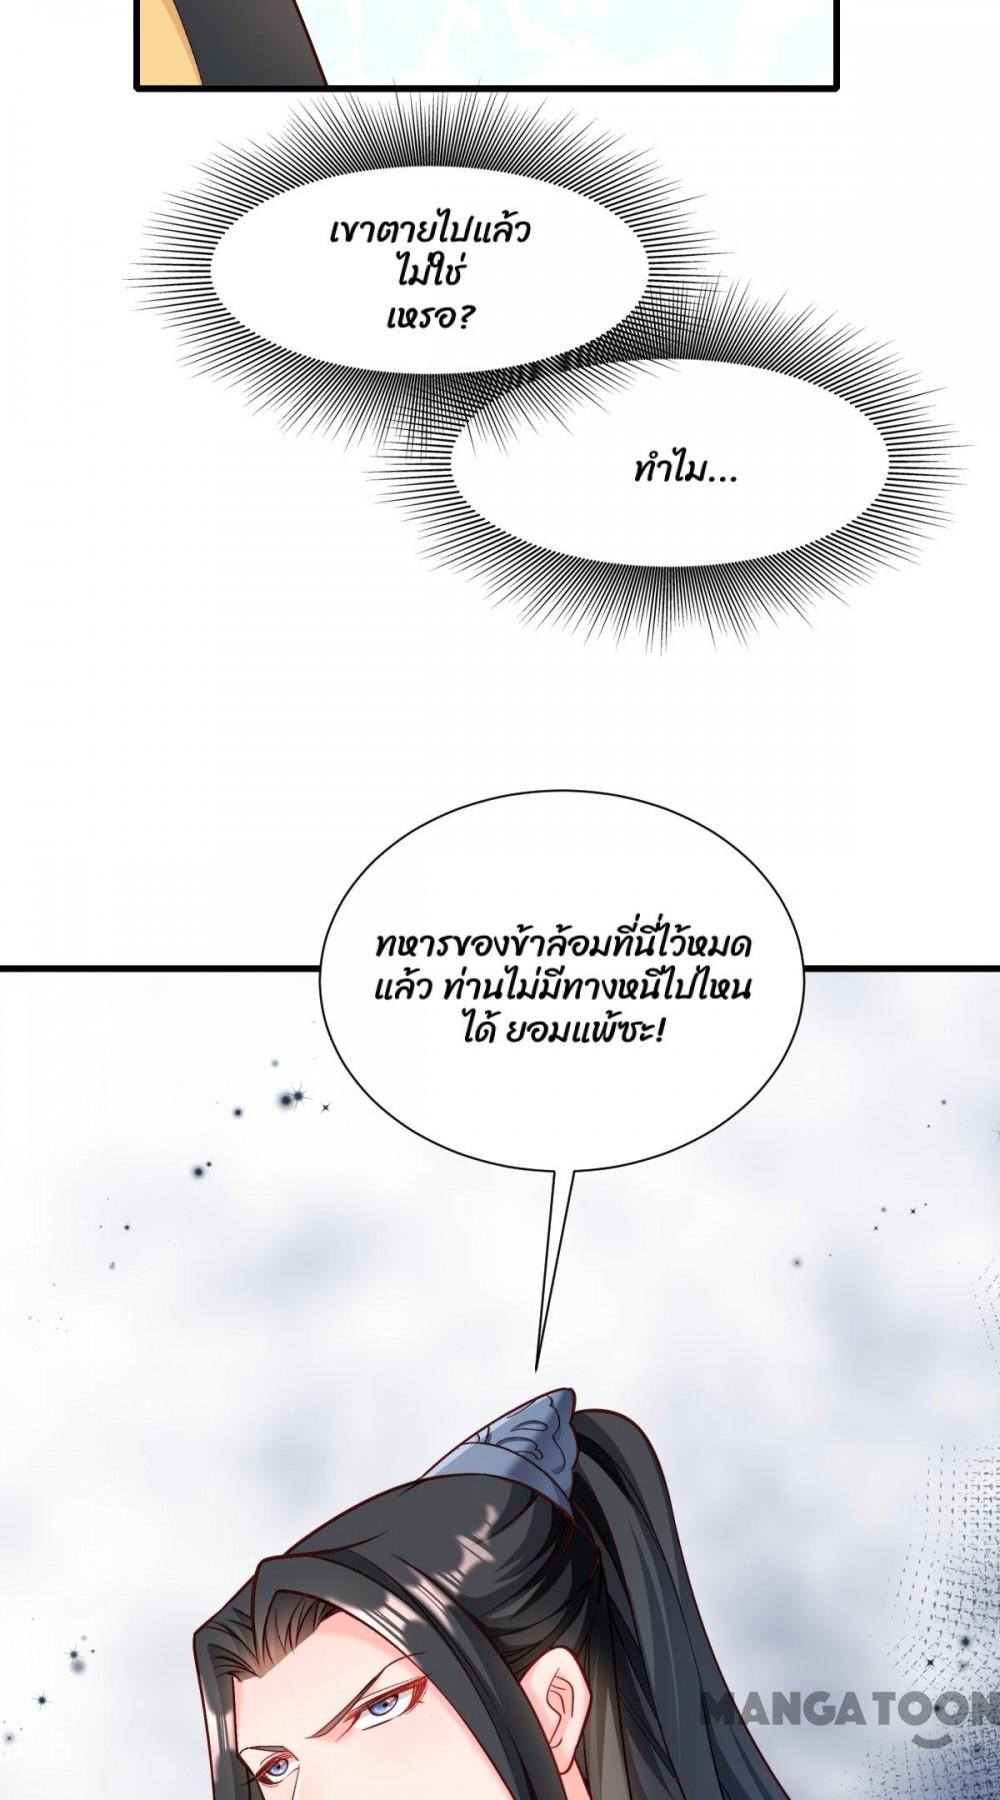 เขาตายไปแล้ว
ไม่ใช่
เหรอ?
ทำไม...
ทหารของข้าล้อมที่นี่ไว้หมด
แล้ว ท่านไม่มีทางหนีไปไหน
ได้ ยอมแพ้ซะ!
MANGATOON